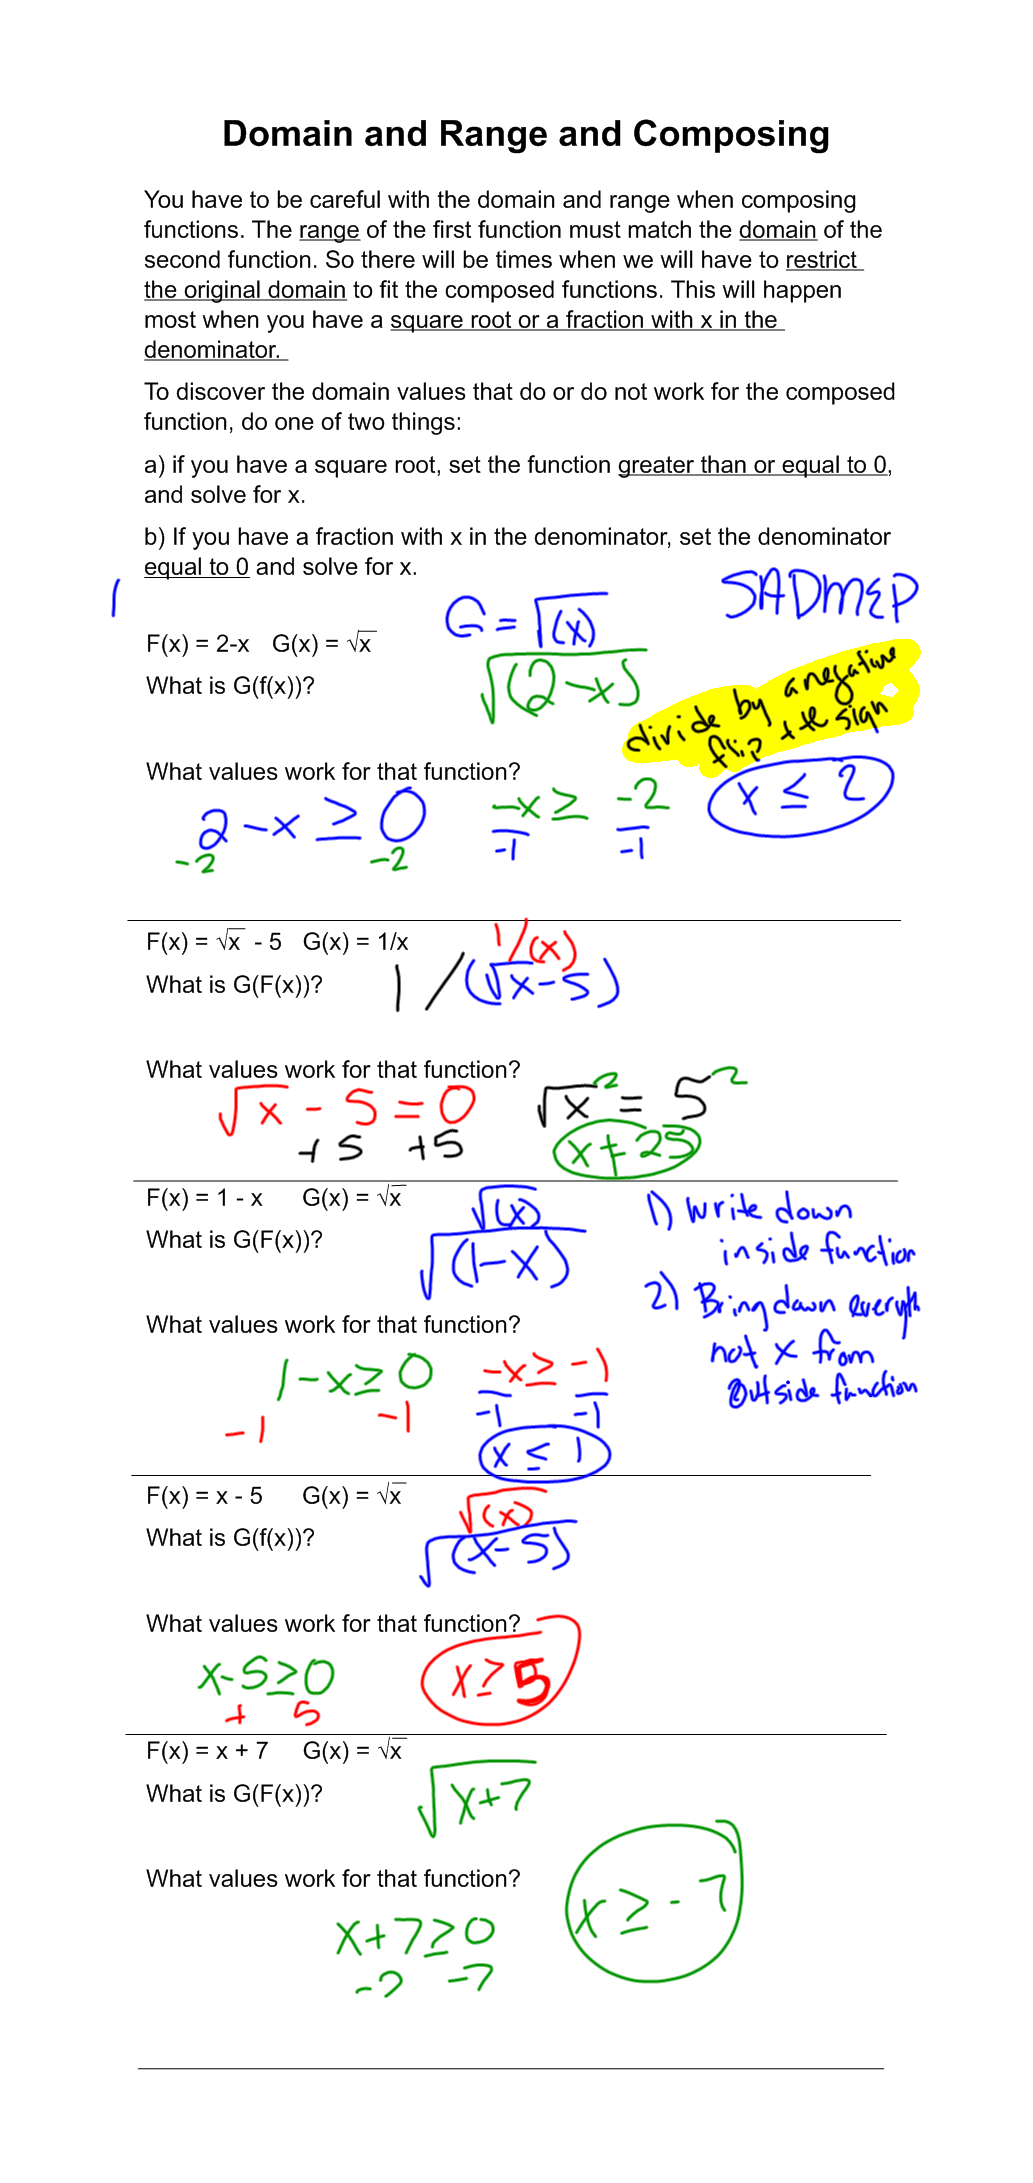 Domain and Range and Composing
You have to be careful with the domain and range when composing
functions. The range of the first function must match the domain of the
second function. So there will be times when we will have to restrict
the original domain to fit the composed functions. This will happen
most when you have a square root or a fraction with x in the
denominator.
To discover the domain values that do or do not work for the composed
function, do one of two things:
a) if you have a square root, set the function greater than or equal to 0,
and solve for x.
b) If you have a fraction with x in the denominator, set the denominator
equal to 0 and solve for x.
SADMEP
G = √(x)
F(x) = 2-x G(x) = √x
√(2-x)
What is G(f(x))?
divide by a negative
flip the sign
What values work for that function?
2-x ≥ 0 -x ≥ -2 x ≤ 2
-2 -2 -1 -1
F(x) = √x - 5 G(x) = 1/x
1/(x)
What is G(F(x))?
1/(√x-5)
What values work for that function?
√x - 5 = 0 √x² = 5²
+5 +5 x ≠ 25
F(x) = 1 - x G(x) = √x
√(x)
What is G(F(x))?
√(1-x)
1) Write down
inside function
2) Bring down everyth
not x from
outside function
What values work for that function?
1-x ≥ 0 -x ≥ -1
-1 -1 -1 -1
x ≤ 1
F(x) = x - 5 G(x) = √x
√(x)
What is G(f(x))?
√(x-5)
What values work for that function?
x-5≥0 x≥5
+ 5
F(x) = x + 7 G(x) = √x
What is G(F(x))?
√x+7
What values work for that function?
x ≥ -7
x+7≥0
-7 -7